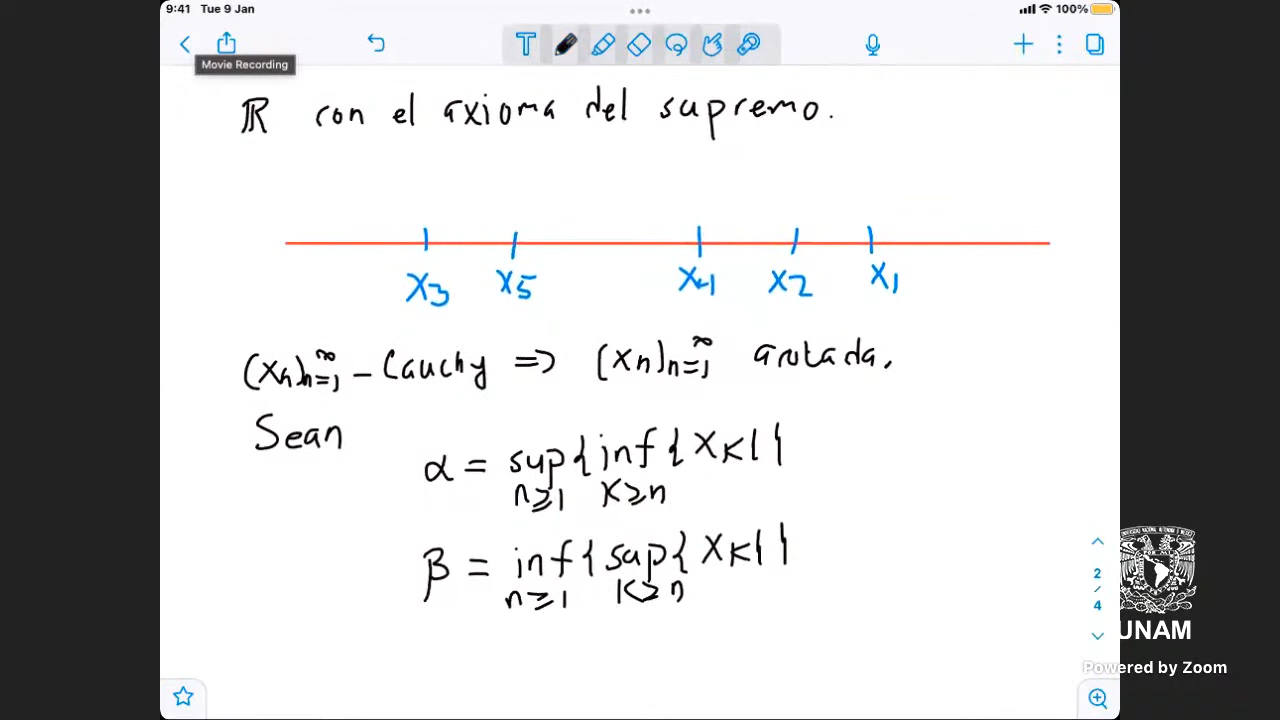 9:41 Tue 9 Jan
100%
T
Movie Recording
ℝ con el axioma del supremo.
x3 x5 x4 x2 x1
(xn)∞n=1 - Cauchy => (xn)∞n=1 acotada.
Sean
α = sup{inf{xk}}
n≥1 k≥n
β = inf{sup{xk}}
n≥1 k≥n
2
/
4
UNAM
Powered by Zoom